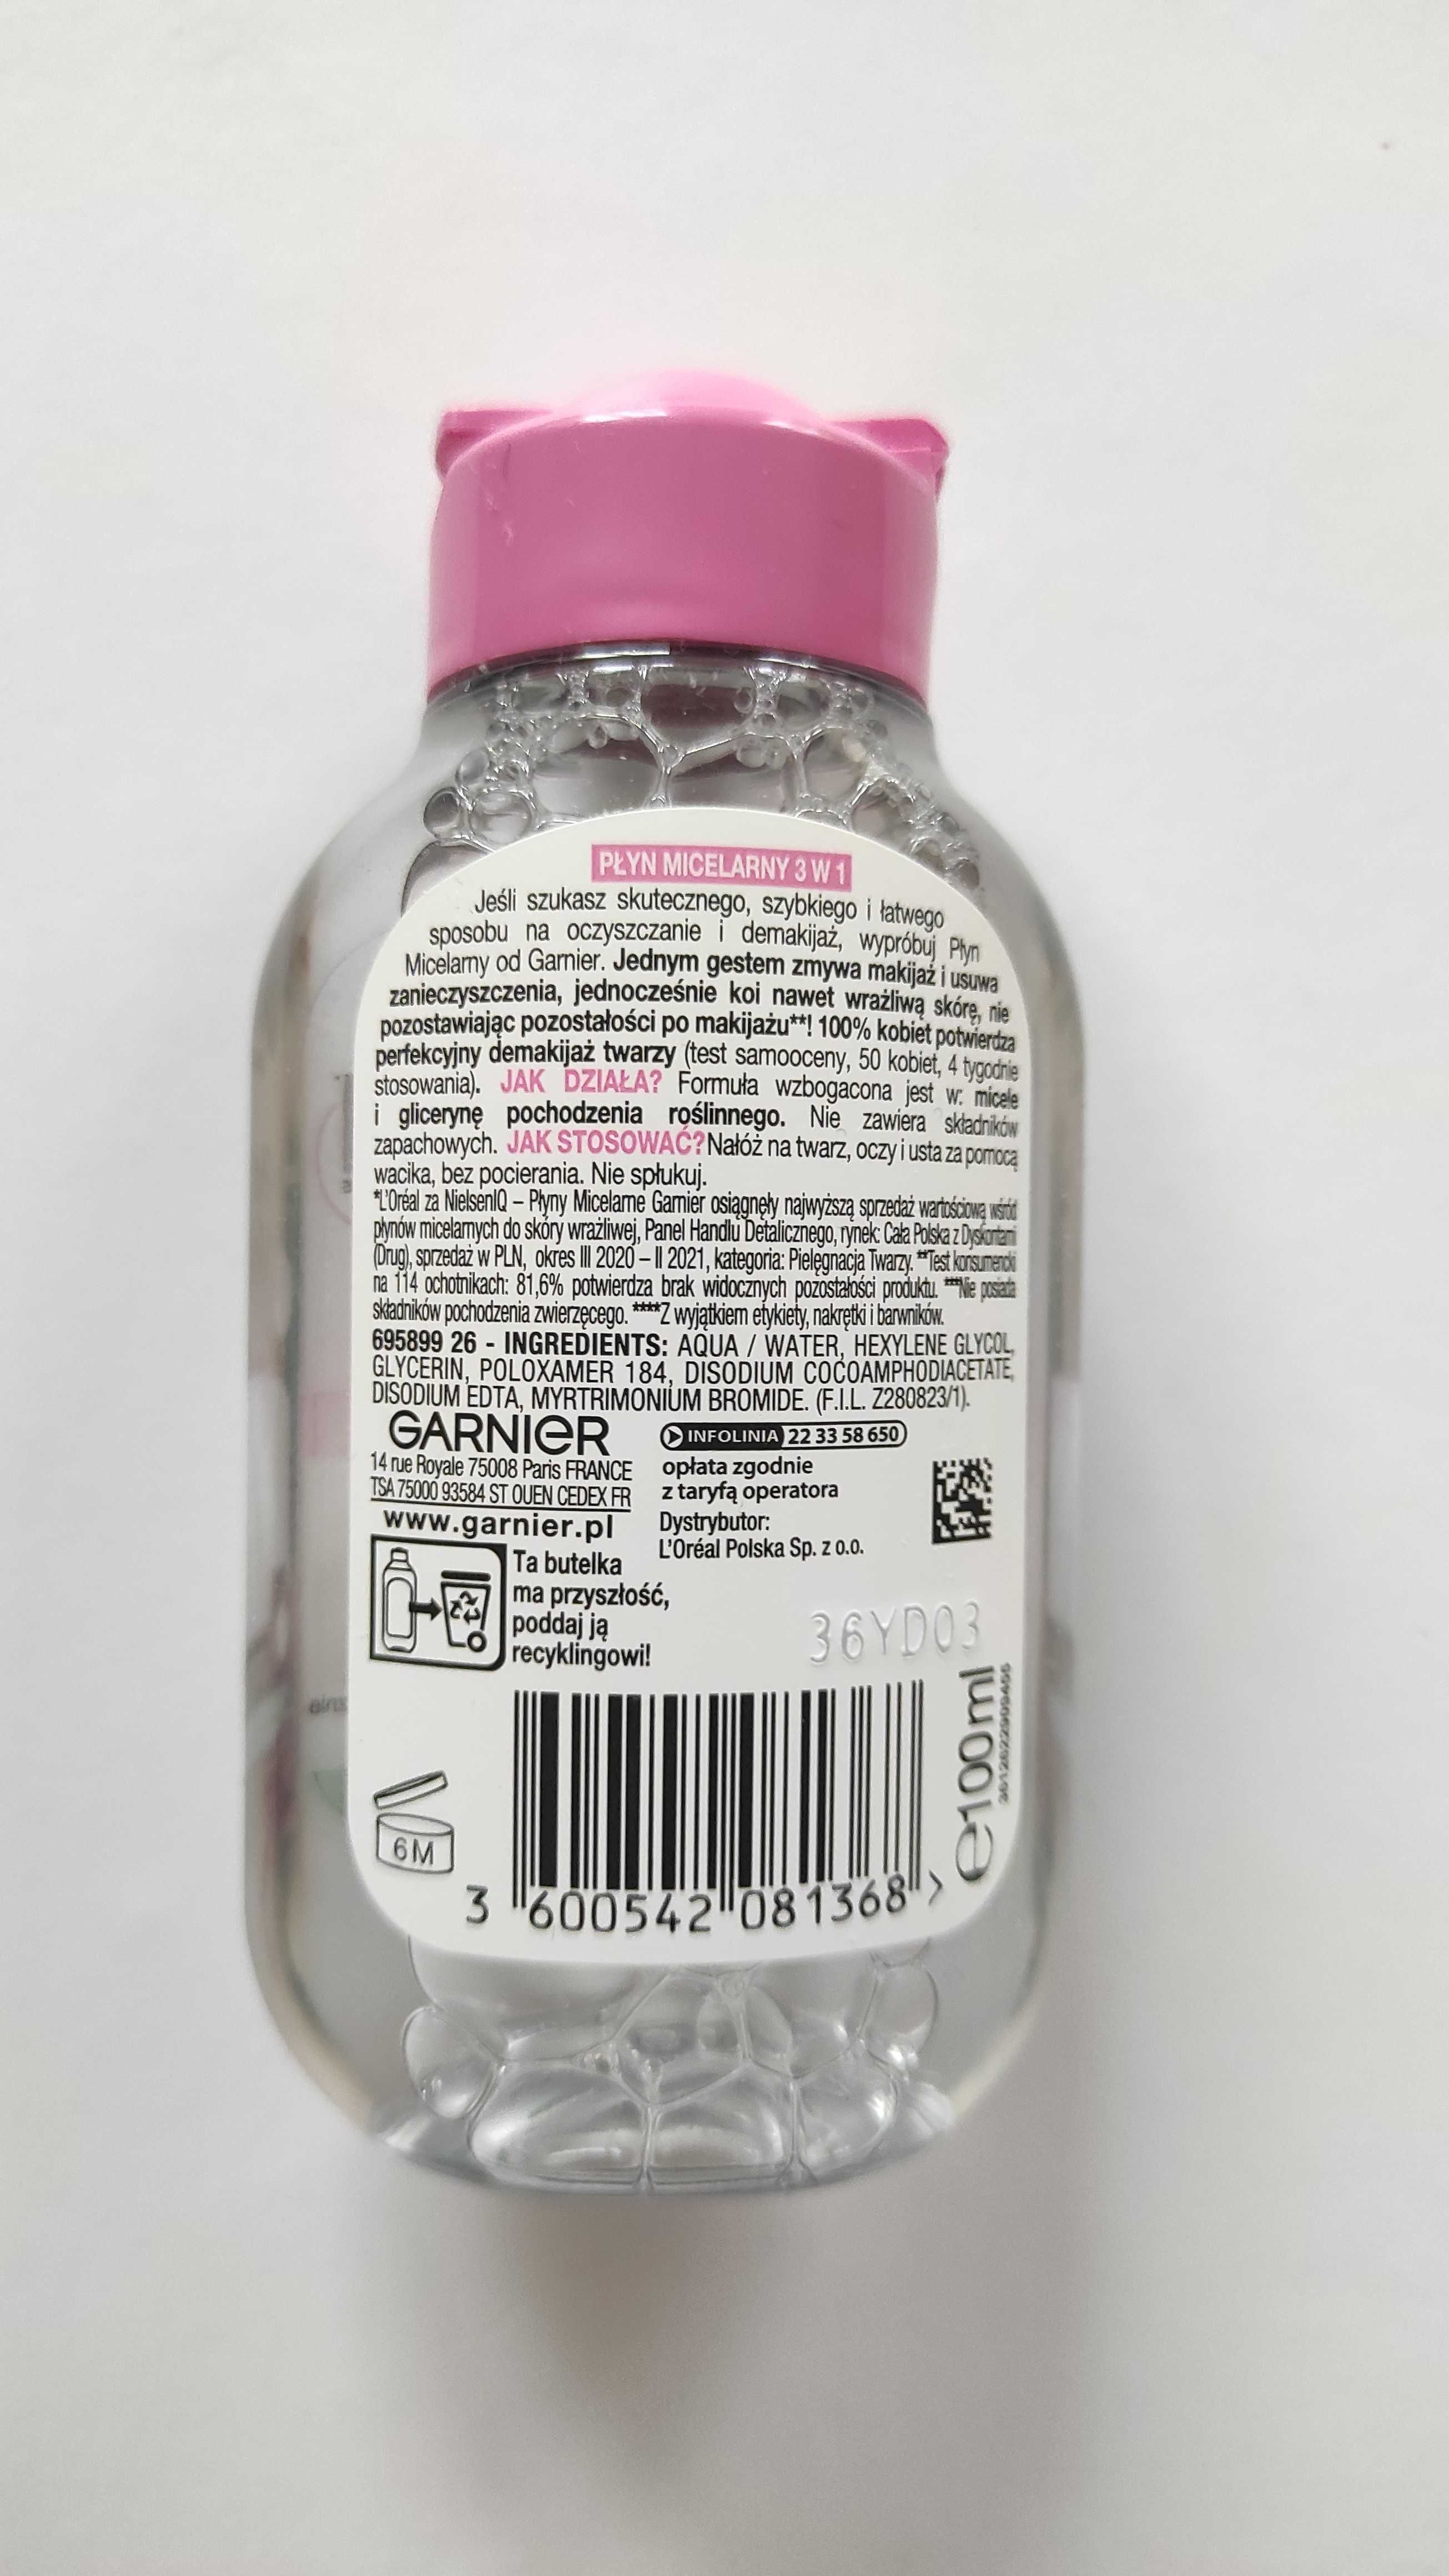 PŁYN MICELARNY 3 W 1
Jeśli szukasz skutecznego, szybkiego i łatwego
sposobu na oczyszczanie i demakijaż, wypróbuj Płyn
Micelarny od Garnier. Jednym gestem zmywa makijaż i usuwa
zanieczyszczenia, jednocześnie koi nawet wrażliwą skórę, nie
pozostawiając pozostałości po makijażu**! 100% kobiet potwierdza
perfekcyjny demakijaż twarzy (test samooceny, 50 kobiet, 4 tygodnie
stosowania). JAK DZIAŁA? Formuła wzbogacona jest w: micele
i glicerynę pochodzenia roślinnego. Nie zawiera składników
zapachowych. JAK STOSOWAĆ? Nałóż na twarz, oczy i usta za pomocą
wacika, bez pocierania. Nie spłukuj.
*L'Oréal za NielsenIQ – Płyny Micelarne Garnier osiągnęły najwyższą sprzedaż wartościową wśród
płynów micelarnych do skóry wrażliwej, Panel Handlu Detalicznego, rynek: Cała Polska z Dyskontami
(Drug), sprzedaż w PLN, okres III 2020 – II 2021, kategoria: Pielęgnacja Twarzy. **Test konsumencki
na 114 ochotnikach: 81,6% potwierdza brak widocznych pozostałości produktu. ***Nie posiada
składników pochodzenia zwierzęcego. ****Z wyjątkiem etykiety, nakrętki i barwników.
695899 26 - INGREDIENTS: AQUA / WATER, HEXYLENE GLYCOL,
GLYCERIN, POLOXAMER 184, DISODIUM COCOAMPHODIACETATE,
DISODIUM EDTA, MYRTRIMONIUM BROMIDE. (F.I.L. Z280823/1).
GARNIER
14 rue Royale 75008 Paris FRANCE
TSA 75000 93584 ST OUEN CEDEX FR
www.garnier.pl
INFOLINIA 22 33 58 650
opłata zgodnie
z taryfą operatora
Dystrybutor:
L'Oréal Polska Sp. z o.o.
Ta butelka
ma przyszłość,
poddaj ją
recyklingowi!
36YD03
e100ml
6M
3 600542 081368 >